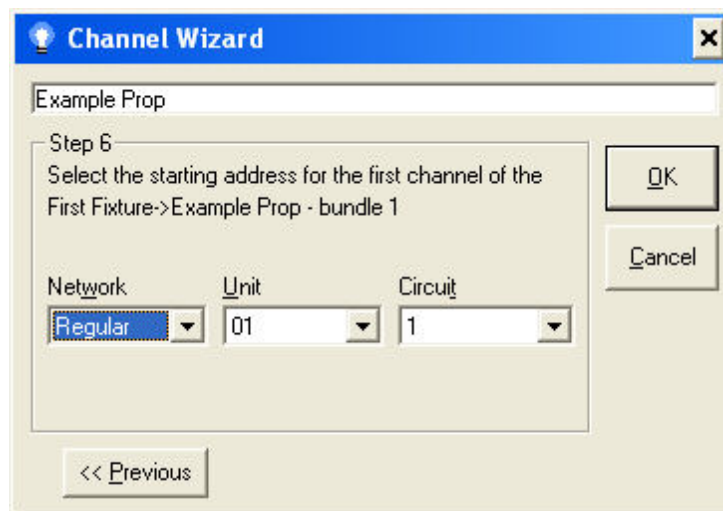 Channel Wizard
Example Prop
Step 6
Select the starting address for the first channel of the
First Fixture->Example Prop - bundle 1
OK
Cancel
Network Unit Circuit
Regular 01 1
<< Previous